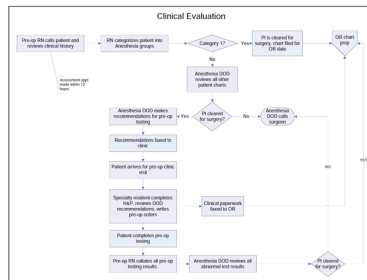 Clinical Evaluation
Pre-op RN calls patient and
reviews clinical history
RN categorizes patient into
Anesthesia groups
Category 1?
Yes
Pt is cleared for
surgery, chart filed for
OR date
OR chart
prep
Assessment appt.
made within 72
hours
No
Anesthesia DOD
reviews all other
patient charts
Anesthesia DOD makes
recommendations for pre-op
testing
Yes
Pt cleared
for surgery?
No
Anesthesia
DOD calls
surgeon
YES
Recommendations faxed to
clinic
Patient arrives for pre-op clinic
visit
NO
Specialty resident completes
H&P, reviews DOD
recommendations, writes
pre-op orders
Clinical paperwork
faxed to OR
Patient completes pre-op
testing
Pre-op RN collates all pre-op
testing results.
Anesthesia DOD reviews all
abnormal test results
Pt cleared
for surgery?